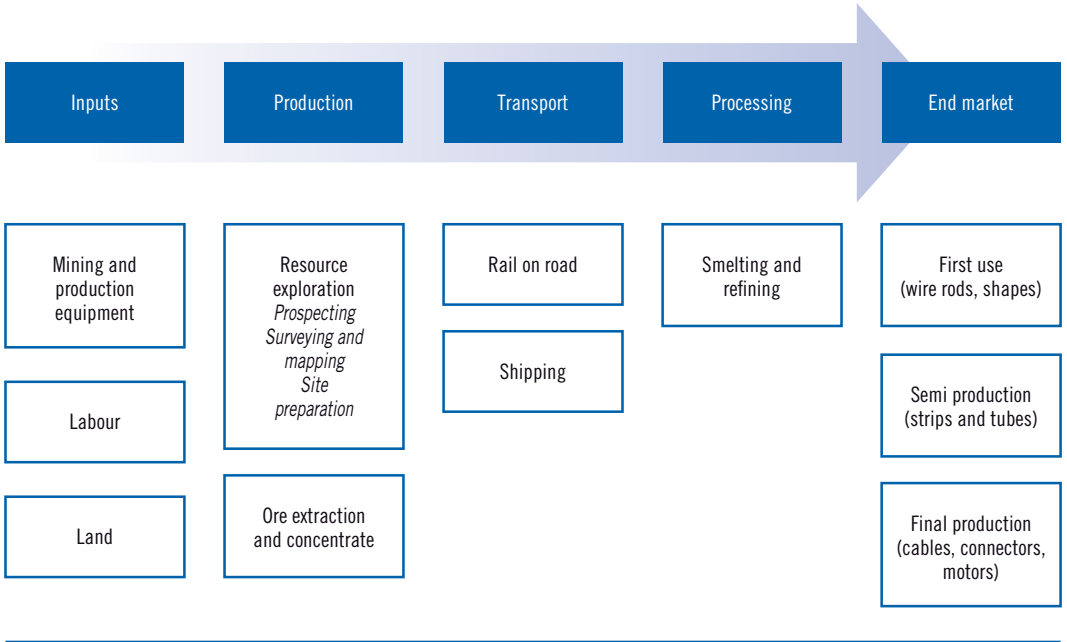 Inputs
Production
Transport
Processing
End market
Mining and
production
equipment
Labour
Land
Resource
exploration
Prospecting
Surveying and
mapping
Site
preparation
Ore extraction
and concentrate
Rail on road
Shipping
Smelting and
refining
First use
(wire rods, shapes)
Semi production
(strips and tubes)
Final production
(cables, connectors,
motors)